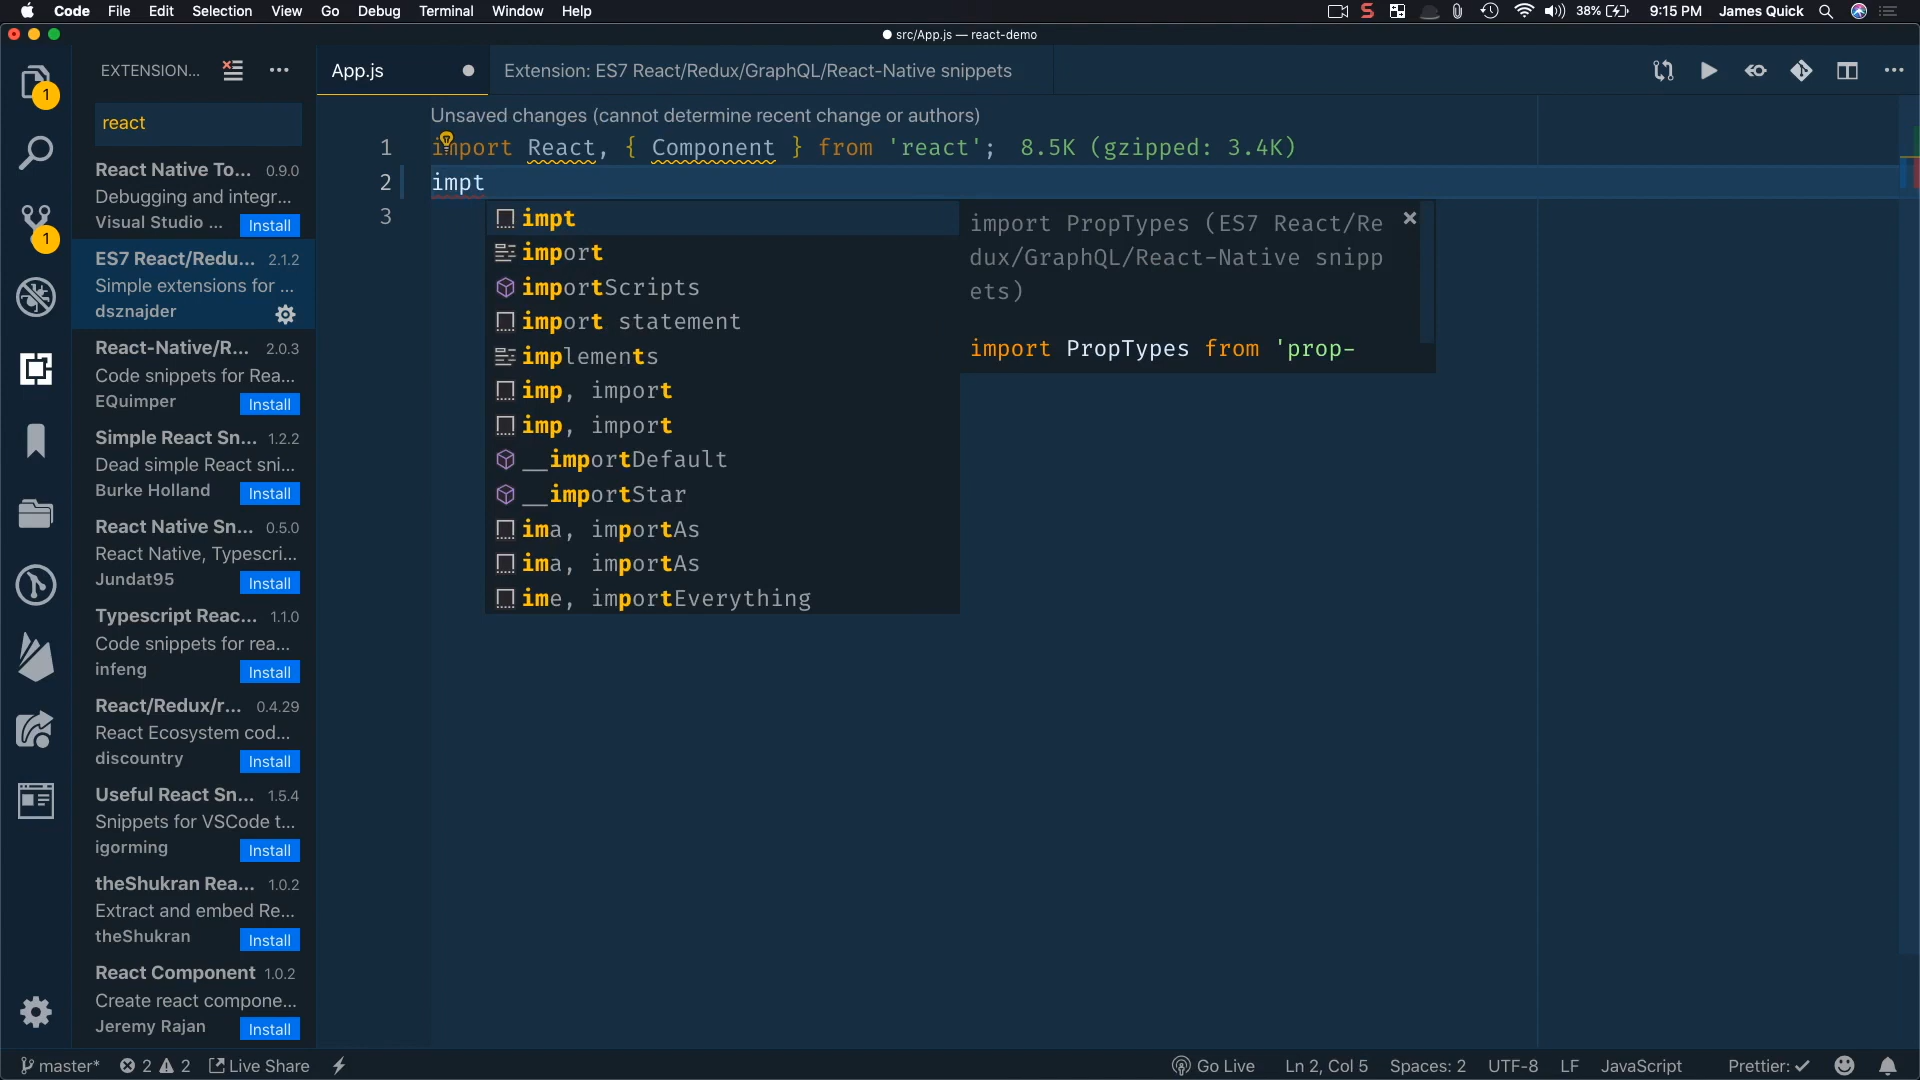 Code File Edit Selection View Go Debug Terminal Window Help
38% 9:15 PM James Quick
src/App.js — react-demo
EXTENSION...
App.js
Extension: ES7 React/Redux/GraphQL/React-Native snippets
react
React Native To... 0.9.0
Debugging and integr...
Visual Studio ... Install
ES7 React/Redu... 2.1.2
Simple extensions for ...
dsznajder
React-Native/R... 2.0.3
Code snippets for Rea...
EQuimper Install
Simple React Sn... 1.2.2
Dead simple React sni...
Burke Holland Install
React Native Sn... 0.5.0
React Native, Typescri...
Jundat95 Install
Typescript Reac... 1.1.0
Code snippets for rea...
infeng Install
React/Redux/r... 0.4.29
React Ecosystem cod...
discountry Install
Useful React Sn... 1.5.4
Snippets for VSCode t...
igorming Install
theShukran Rea... 1.0.2
Extract and embed Re...
theShukran Install
React Component 1.0.2
Create react compone...
Jeremy Rajan Install
1
1
Unsaved changes (cannot determine recent change or authors)
1 import React, { Component } from 'react'; 8.5K (gzipped: 3.4K)
2 impt
3
impt
import
importScripts
import statement
implements
imp, import
imp, import
__importDefault
__importStar
ima, importAs
ima, importAs
ime, importEverything
import PropTypes (ES7 React/Re
dux/GraphQL/React-Native snipp
ets)
import PropTypes from 'prop-
master* 2 2 Live Share
Go Live Ln 2, Col 5 Spaces: 2 UTF-8 LF JavaScript Prettier: ✓